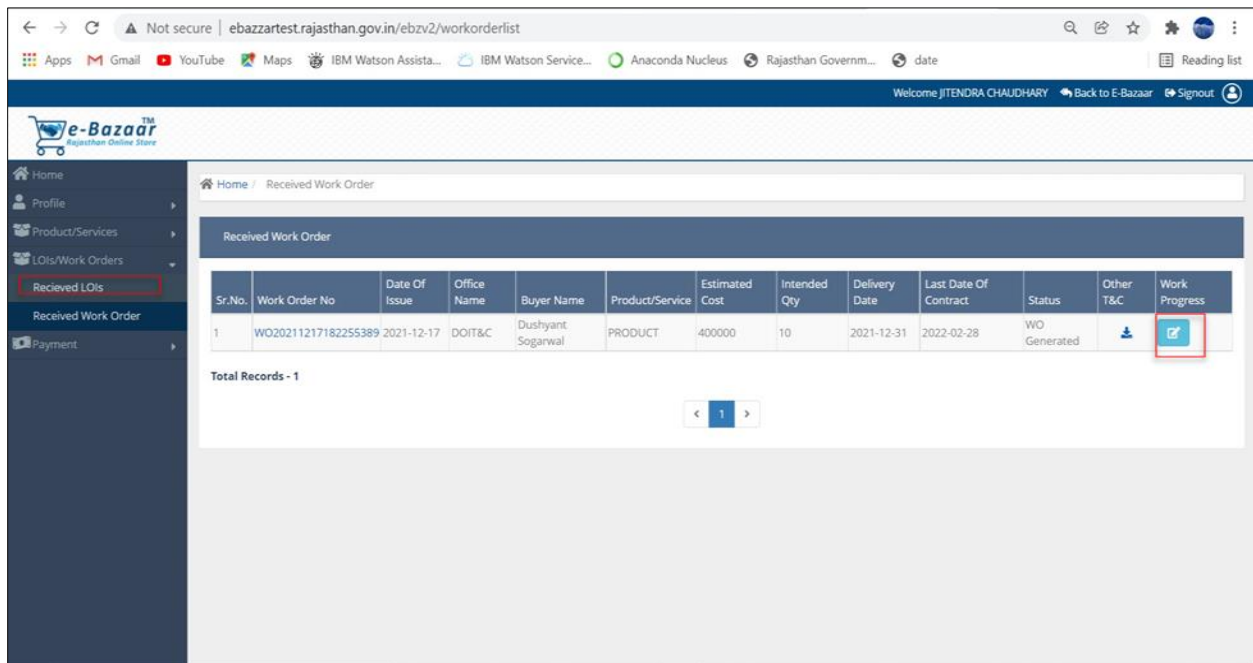 Not secure | ebazzartest.rajasthan.gov.in/ebzv2/workorderlist
Apps Gmail YouTube Maps IBM Watson Assista... IBM Watson Service... Anaconda Nucleus Rajasthan Governm... date Reading list
Welcome JITENDRA CHAUDHARY Back to E-Bazaar Signout
e-Bazaar TM
Rajasthan Online Store
Home
Profile
Product/Services
LOIs/Work Orders
Recieved LOIs
Received Work Order
Payment
Home / Received Work Order
Received Work Order
Sr.No. Work Order No Date Of Issue Office Name Buyer Name Product/Service Estimated Cost Intended Qty Delivery Date Last Date Of Contract Status Other T&C Work Progress
1 WO20211217182255389 2021-12-17 DOIT&C Dushyant Sogarwal PRODUCT 400000 10 2021-12-31 2022-02-28 WO Generated
Total Records - 1
< 1 >